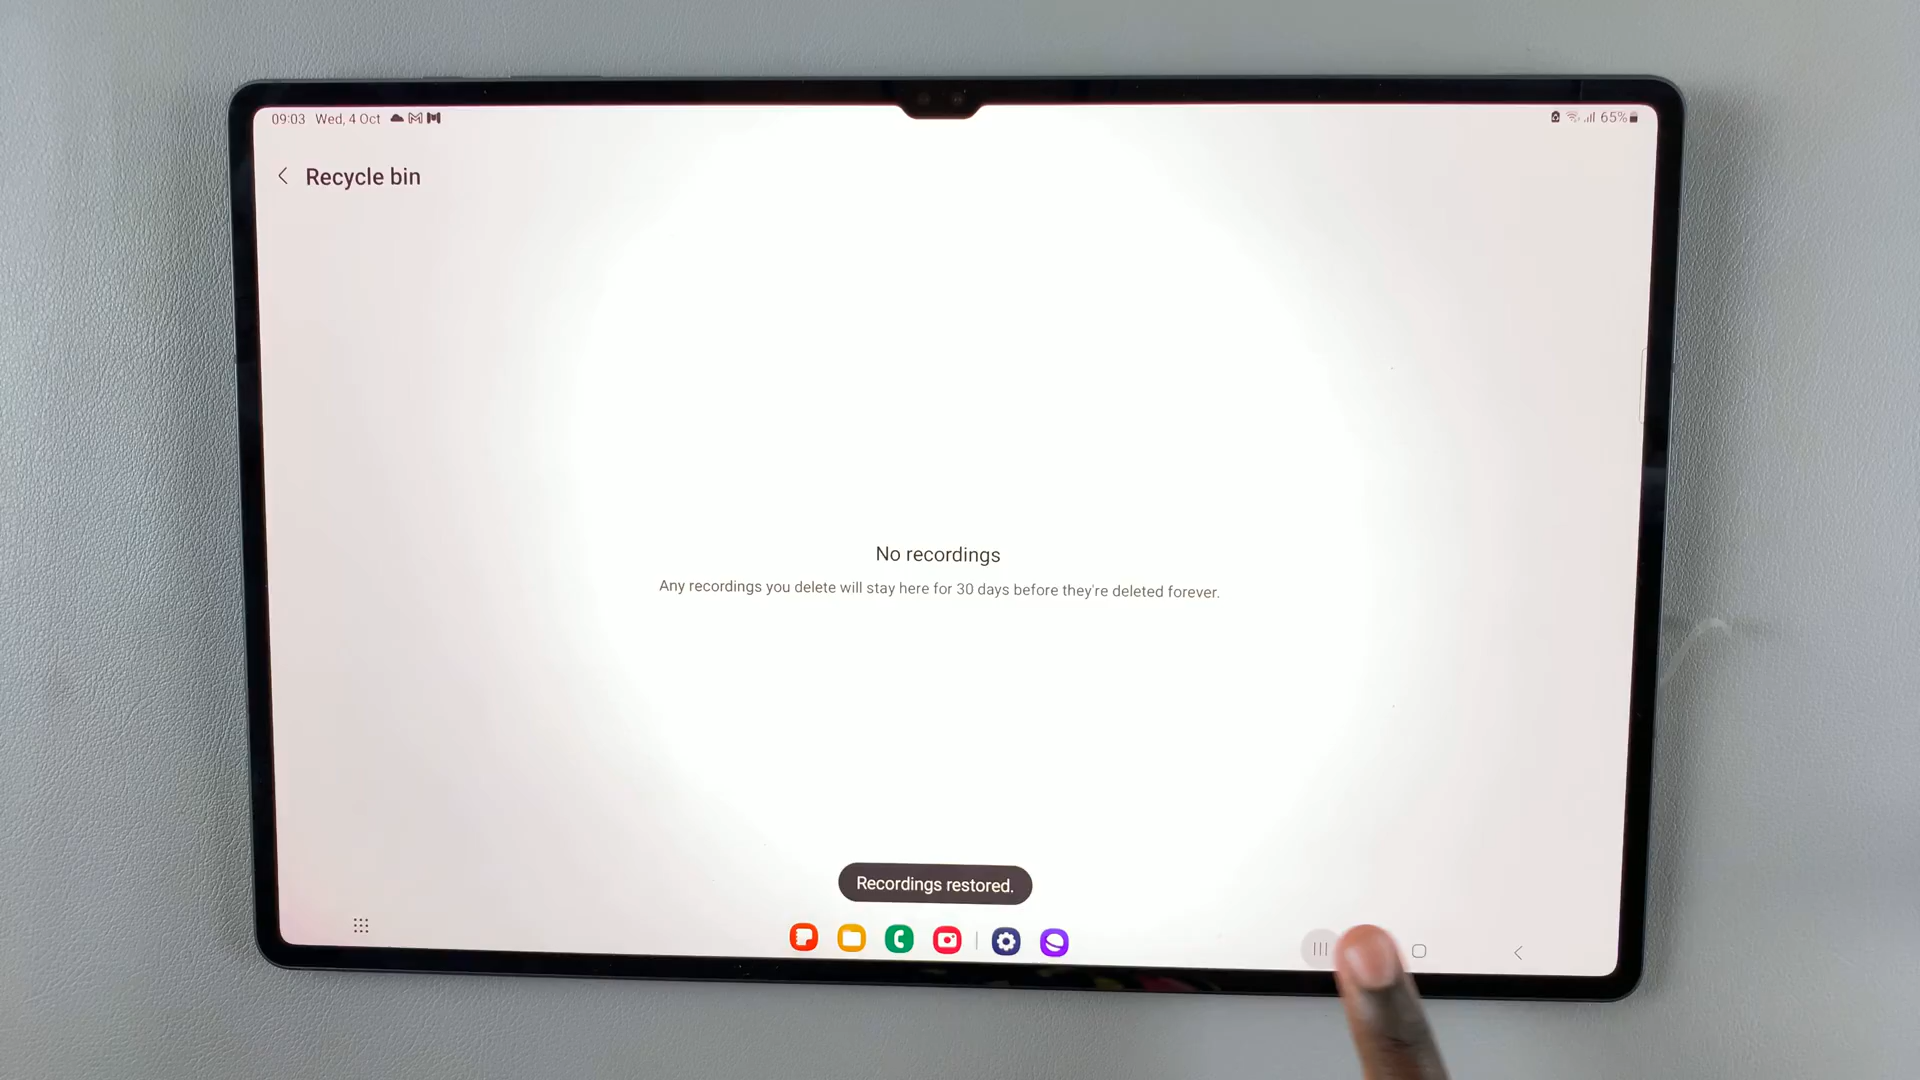 09:03 Wed, 4 Oct
65%
Recycle bin
No recordings
Any recordings you delete will stay here for 30 days before they're deleted forever.
Recordings restored.